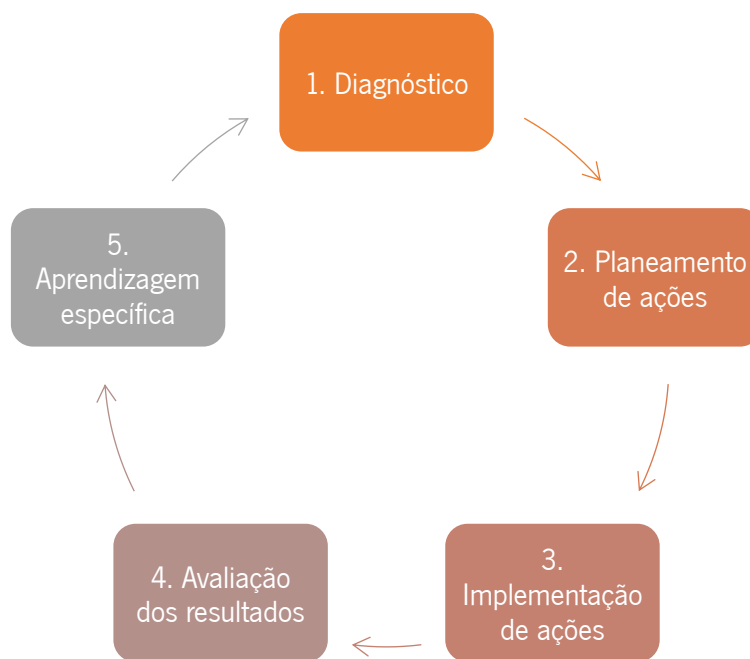 1. Diagnóstico
2. Planeamento
de ações
3.
Implementação
de ações
4. Avaliação
dos resultados
5.
Aprendizagem
específica